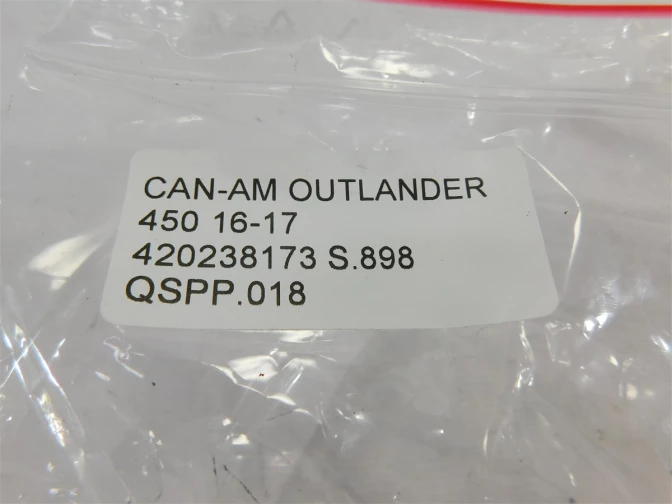 CAN-AM OUTLANDER
450 16-17
420238173 S.898
QSPP.018